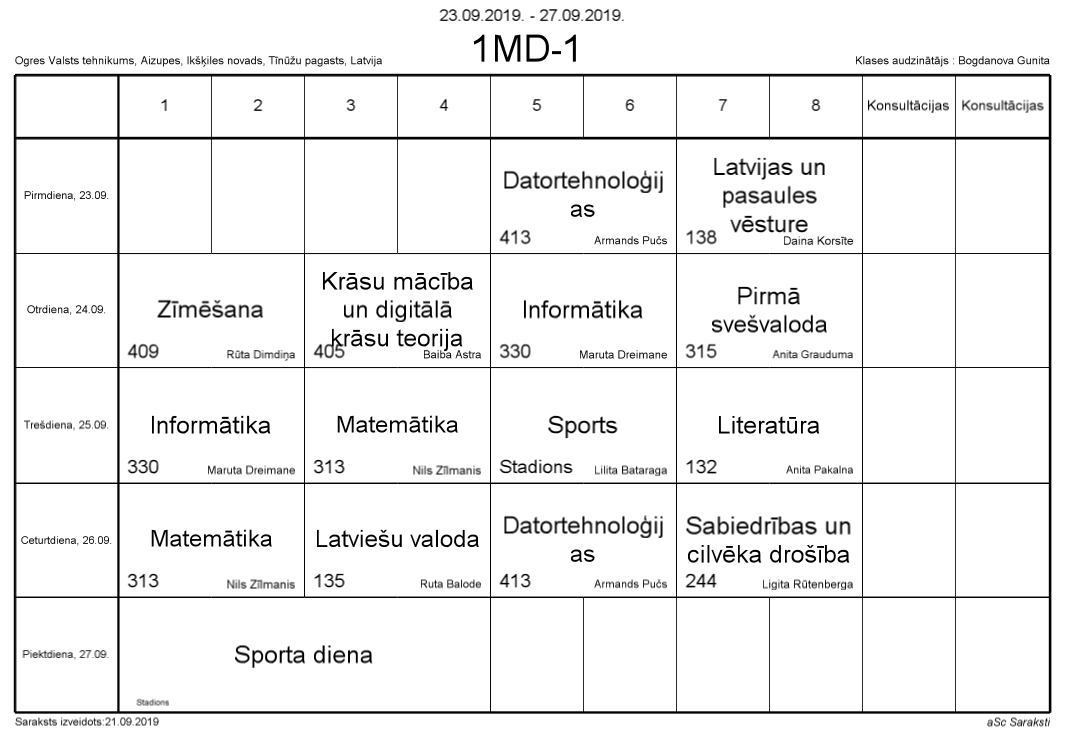 23.09.2019. - 27.09.2019.
1MD-1
Ogres Valsts tehnikums, Aizupes, Ikšķiles novads, Tīnūžu pagasts, Latvija
Klases audzinātājs : Bogdanova Gunita
1 2 3 4 5 6 7 8 Konsultācijas Konsultācijas
Pirmdiena, 23.09.
Datortehnoloģij
as
413 Armands Pučs
Latvijas un
pasaules
vēsture
138 Daina Korsīte
Otrdiena, 24.09.
Zīmēšana
409 Rūta Dimdiņa
Krāsu mācība
un digitālā
krāsu teorija
405 Baiba Astra
Informātika
330 Maruta Dreimane
Pirmā
svešvaloda
315 Anita Grauduma
Trešdiena, 25.09.
Informātika
330 Maruta Dreimane
Matemātika
313 Nils Zīlmanis
Sports
Stadions Lilita Bataraga
Literatūra
132 Anita Pakalna
Ceturtdiena, 26.09.
Matemātika
313 Nils Zīlmanis
Latviešu valoda
135 Ruta Balode
Datortehnoloģij
as
413 Armands Pučs
Sabiedrības un
cilvēka drošība
244 Ligita Rūtenberga
Piektdiena, 27.09.
Sporta diena
Stadions
Saraksts izveidots:21.09.2019
aSc Saraksti